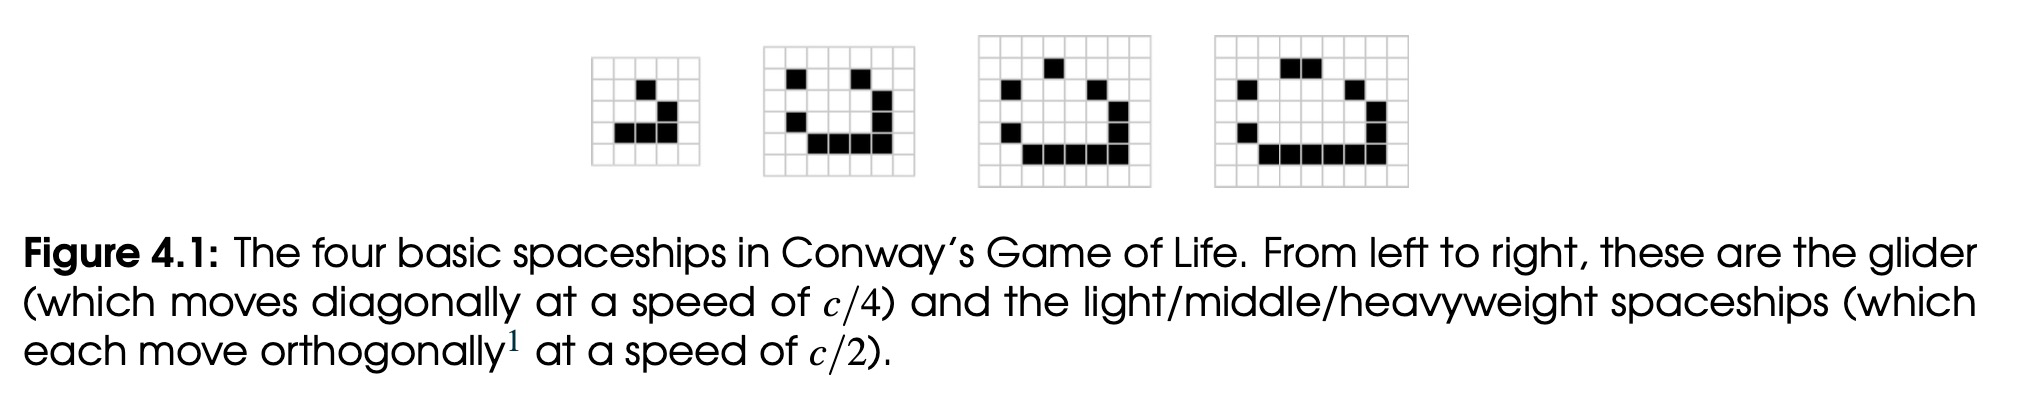 Figure 4.1: The four basic spaceships in Conway's Game of Life. From left to right, these are the glider
(which moves diagonally at a speed of c/4) and the light/middle/heavyweight spaceships (which
each move orthogonally¹ at a speed of c/2).